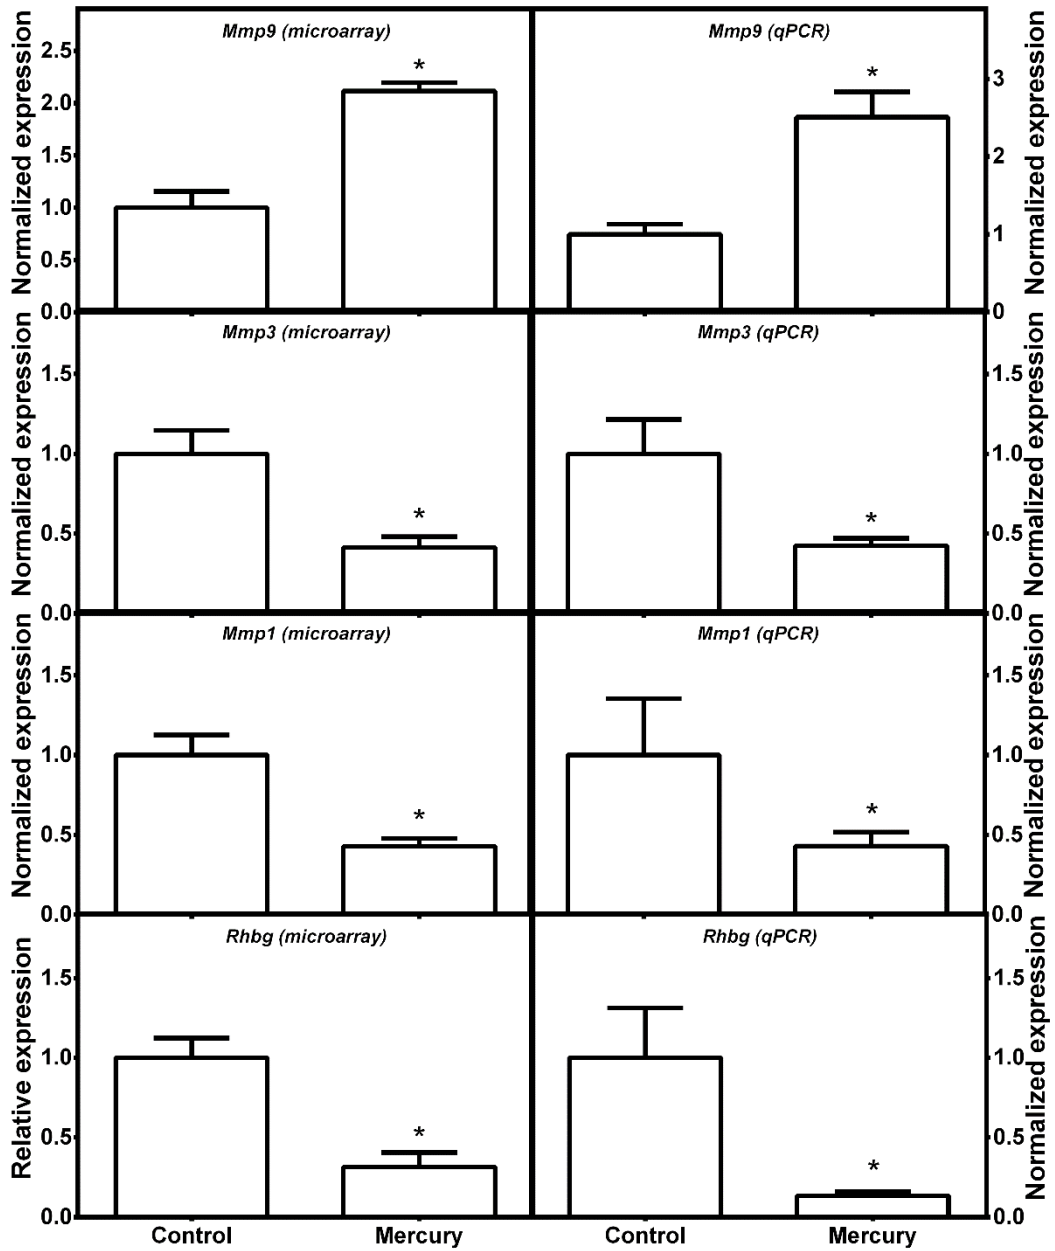 Mmp9 (microarray)
Mmp9 (qPCR)
Normalized expression
2.5
2.0
1.5
1.0
0.5
0.0
*
*
3
2
1
0
Normalized expression
Mmp3 (microarray)
Mmp3 (qPCR)
Normalized expression
1.5
1.0
0.5
0.0
*
*
1.5
1.0
0.5
0.0
Normalized expression
Mmp1 (microarray)
Mmp1 (qPCR)
Normalized expression
1.5
1.0
0.5
0.0
*
*
1.5
1.0
0.5
0.0
Normalized expression
Rhbg (microarray)
Rhbg (qPCR)
Relative expression
1.5
1.0
0.5
0.0
*
*
1.5
1.0
0.5
0.0
Normalized expression
Control Mercury Control Mercury